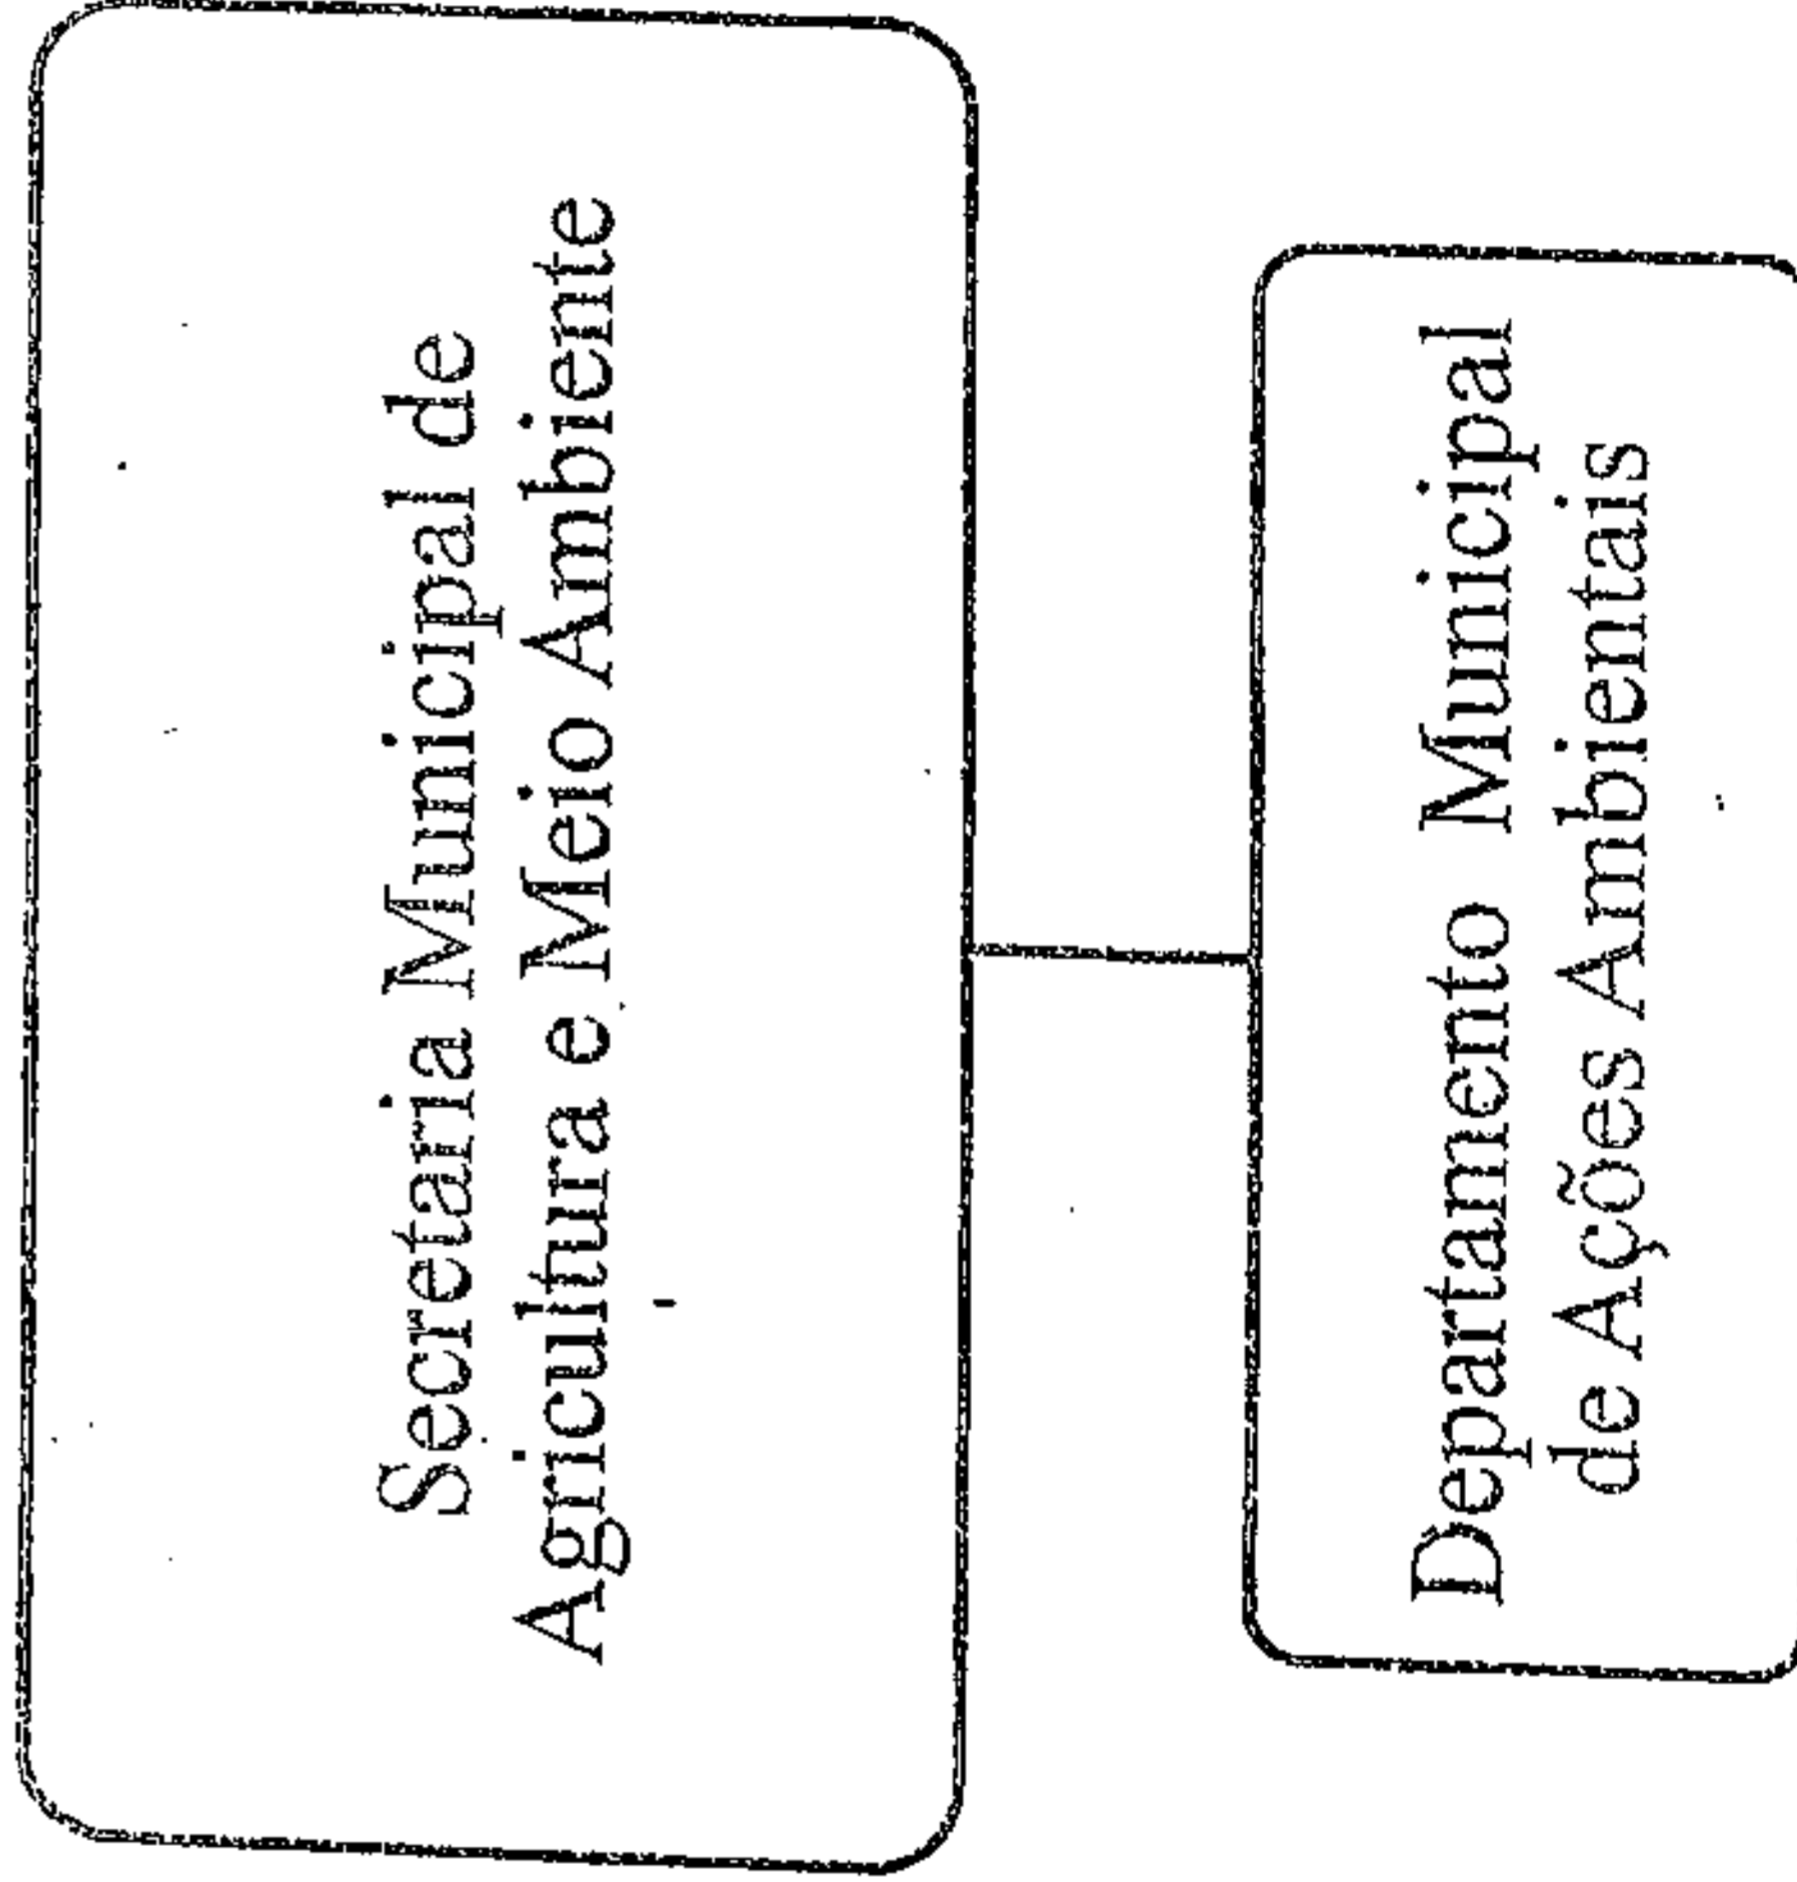 Secretaria Municipal de
Agricultura e Meio Ambiente
Departamento Municipal
de Ações Ambientais